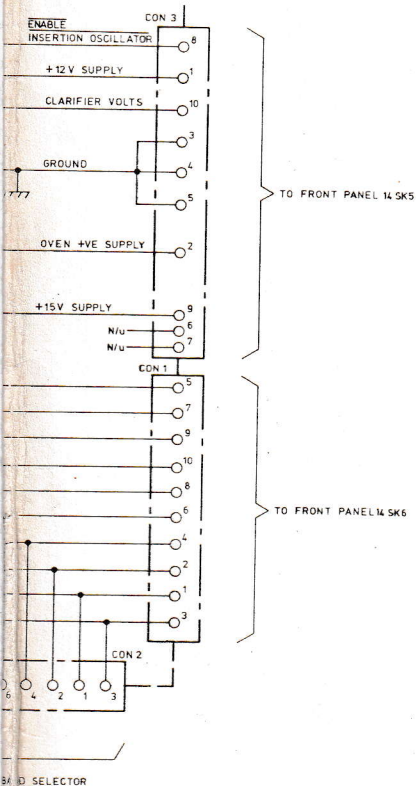 CON 3
ENABLE
INSERTION OSCILLATOR 8
+12V SUPPLY 1
CLARIFIER VOLTS 10
3
GROUND 4
5
TO FRONT PANEL 14 SK5
OVEN +VE SUPPLY 2
+15V SUPPLY 9
N/u 6
N/u 7
CON 1
5
7
9
10
8
6
TO FRONT PANEL 14 SK6
4
2
1
3
CON 2
6 4 2 1 3
SELECTOR